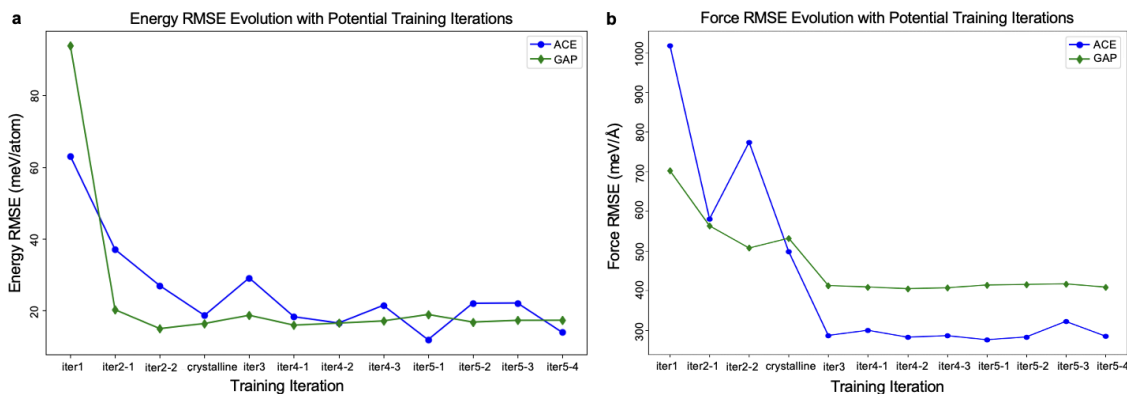 a
Energy RMSE Evolution with Potential Training Iterations
ACE
GAP
Energy RMSE (meV/atom)
80
60
40
20
iter1 iter2-1 iter2-2 crystalline iter3 iter4-1 iter4-2 iter4-3 iter5-1 iter5-2 iter5-3 iter5-4
Training Iteration
b
Force RMSE Evolution with Potential Training Iterations
ACE
GAP
Force RMSE (meV/Å)
1000
900
800
700
600
500
400
300
iter1 iter2-1 iter2-2 crystalline iter3 iter4-1 iter4-2 iter4-3 iter5-1 iter5-2 iter5-3 iter5-4
Training Iteration